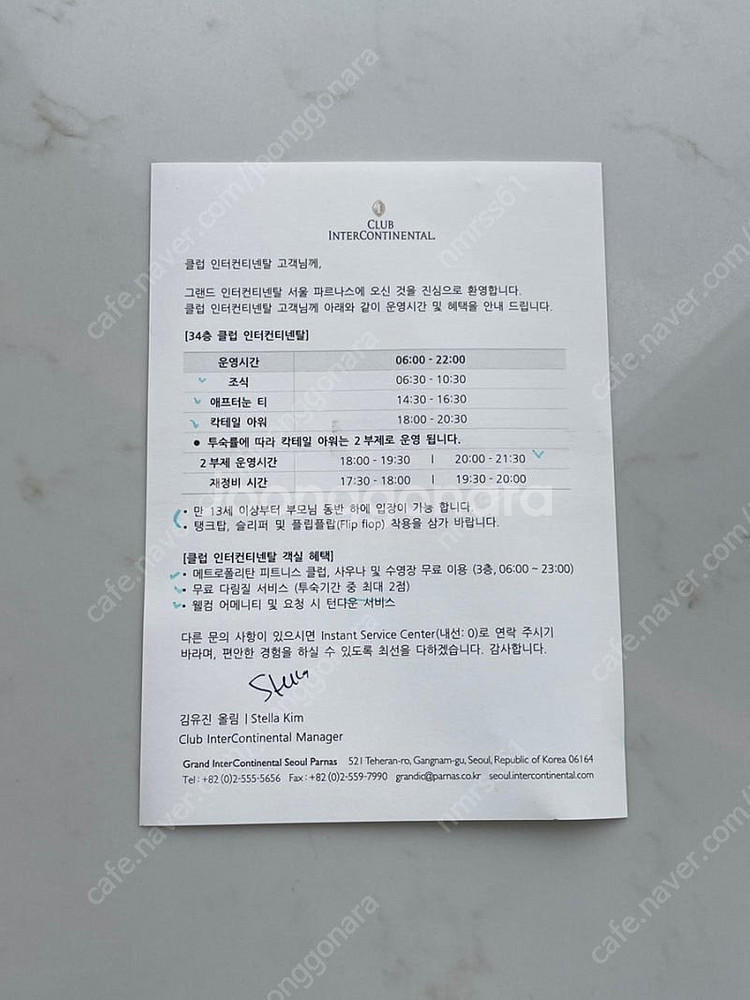 CLUB
INTERCONTINENTAL.
클럽 인터컨티넨탈 고객님께,
그랜드 인터컨티넨탈 서울 파르나스에 오신 것을 진심으로 환영합니다.
클럽 인터컨티넨탈 고객님께 아래와 같이 운영시간 및 혜택을 안내 드립니다.
[34층 클럽 인터컨티넨탈]
운영시간 06:00 - 22:00
조식 06:30 - 10:30
애프터눈 티 14:30 - 16:30
칵테일 아워 18:00 - 20:30
● 투숙률에 따라 칵테일 아워는 2부제로 운영 됩니다.
2부제 운영시간 18:00 - 19:30 | 20:00 - 21:30
재정비 시간 17:30 - 18:00 | 19:30 - 20:00
• 만 13세 이상부터 부모님 동반 하에 입장이 가능 합니다.
• 탱크탑, 슬리퍼 및 플립플랍(Flip flop) 착용을 삼가 바랍니다.
[클럽 인터컨티넨탈 객실 혜택]
• 메트로폴리탄 피트니스 클럽, 사우나 및 수영장 무료 이용 (3층, 06:00 ~ 23:00)
• 무료 다림질 서비스 (투숙기간 중 최대 2점)
• 웰컴 어메니티 및 요청 시 턴다운 서비스
다른 문의 사항이 있으시면 Instant Service Center(내선: 0)로 연락 주시기
바라며, 편안한 경험을 하실 수 있도록 최선을 다하겠습니다. 감사합니다.
Stella
김유진 올림 | Stella Kim
Club InterContinental Manager
Grand InterContinental Seoul Parnas 521 Teheran-ro, Gangnam-gu, Seoul, Republic of Korea 06164
Tel : +82 (0)2-555-5656 Fax : +82 (0)2-559-7990 grandic@parnas.co.kr seoul.intercontinental.com
joonggonara
cafe.naver.com/joonggonara
nmrss61